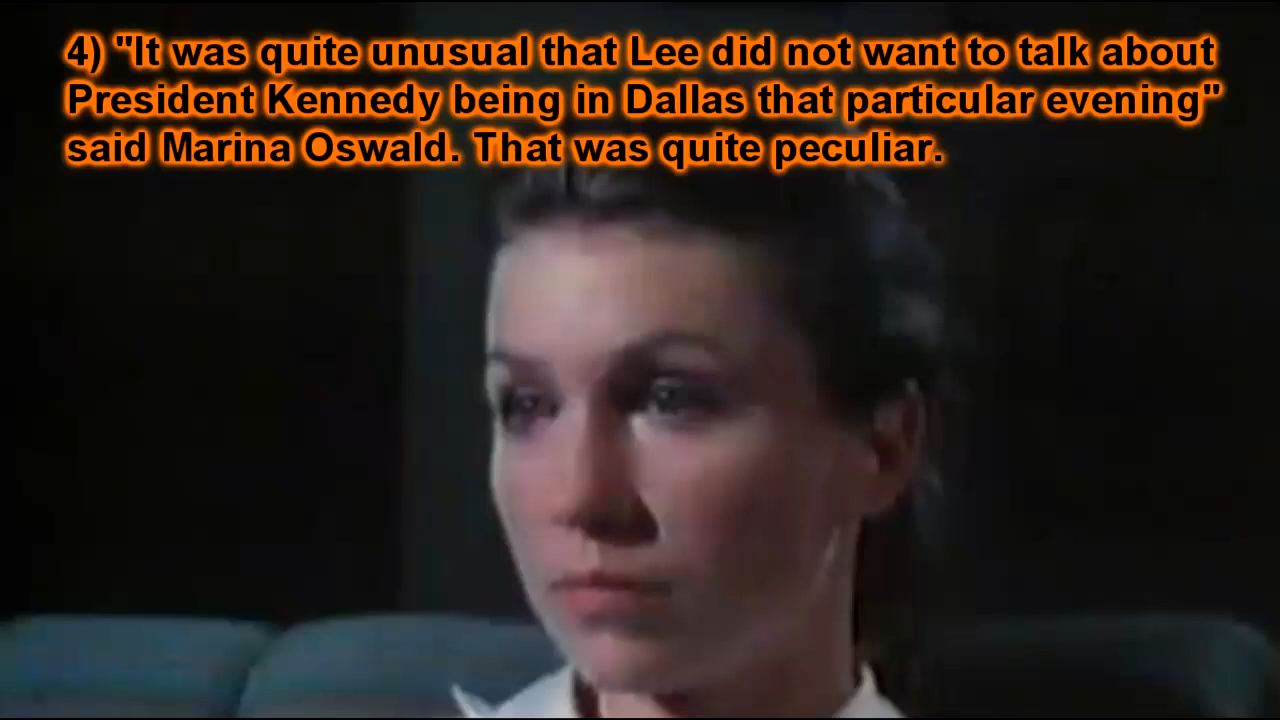 4) "It was quite unusual that Lee did not want to talk about
President Kennedy being in Dallas that particular evening"
said Marina Oswald. That was quite peculiar.